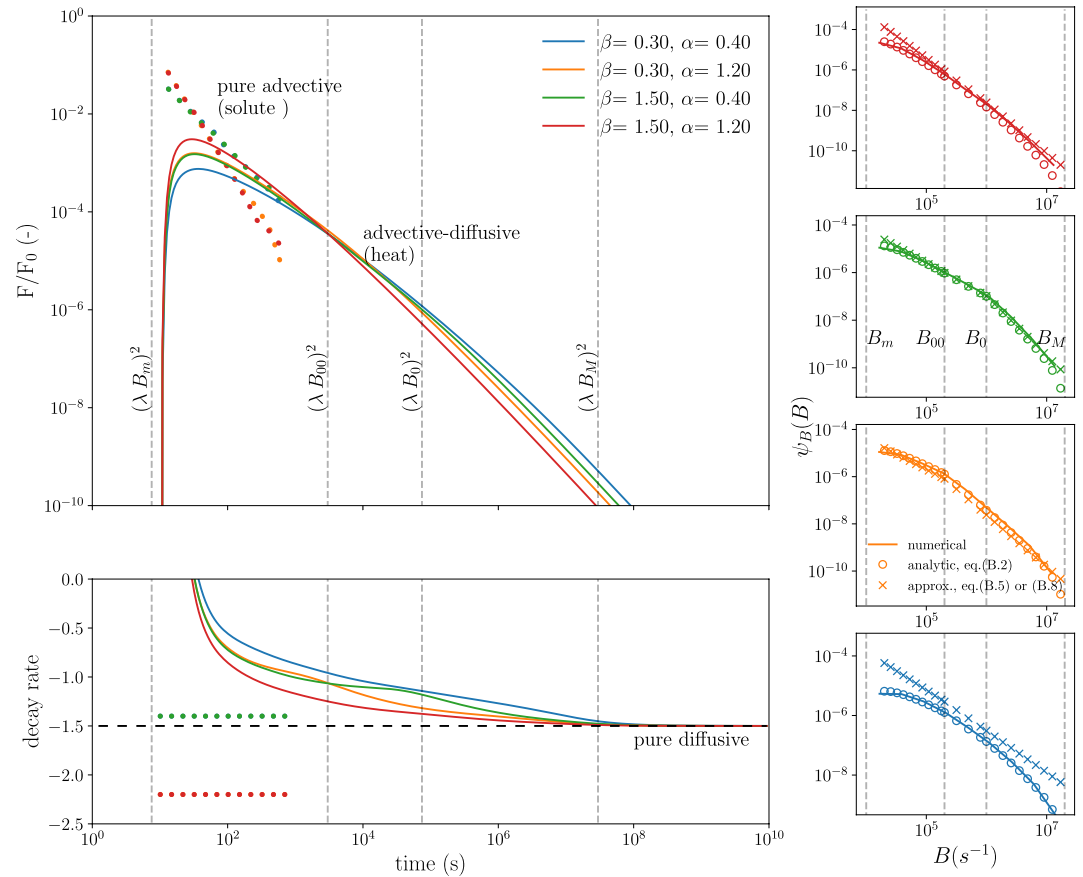 10^0
10^−2
10^−4
10^−6
10^−8
10^−10
F/F_0 (-)
β= 0.30, α= 0.40
β= 0.30, α= 1.20
β= 1.50, α= 0.40
β= 1.50, α= 1.20
pure advective
(solute )
advective-diffusive
(heat)
(λ B_m)^2
(λ B_00)^2
(λ B_0)^2
(λ B_M)^2
0.0
−0.5
−1.0
−1.5
−2.0
−2.5
decay rate
pure diffusive
10^0
10^2
10^4
10^6
10^8
10^10
time (s)
10^−4
10^−6
10^−8
10^−10
10^5
10^7
10^−4
10^−6
10^−8
10^−10
B_m
B_00
B_0
B_M
10^5
10^7
ψ_B(B)
10^−4
10^−6
10^−8
10^−10
numerical
analytic, eq.(B.2)
approx., eq.(B.5) or (B.8)
10^5
10^7
10^−4
10^−6
10^−8
10^5
10^7
B(s^−1)